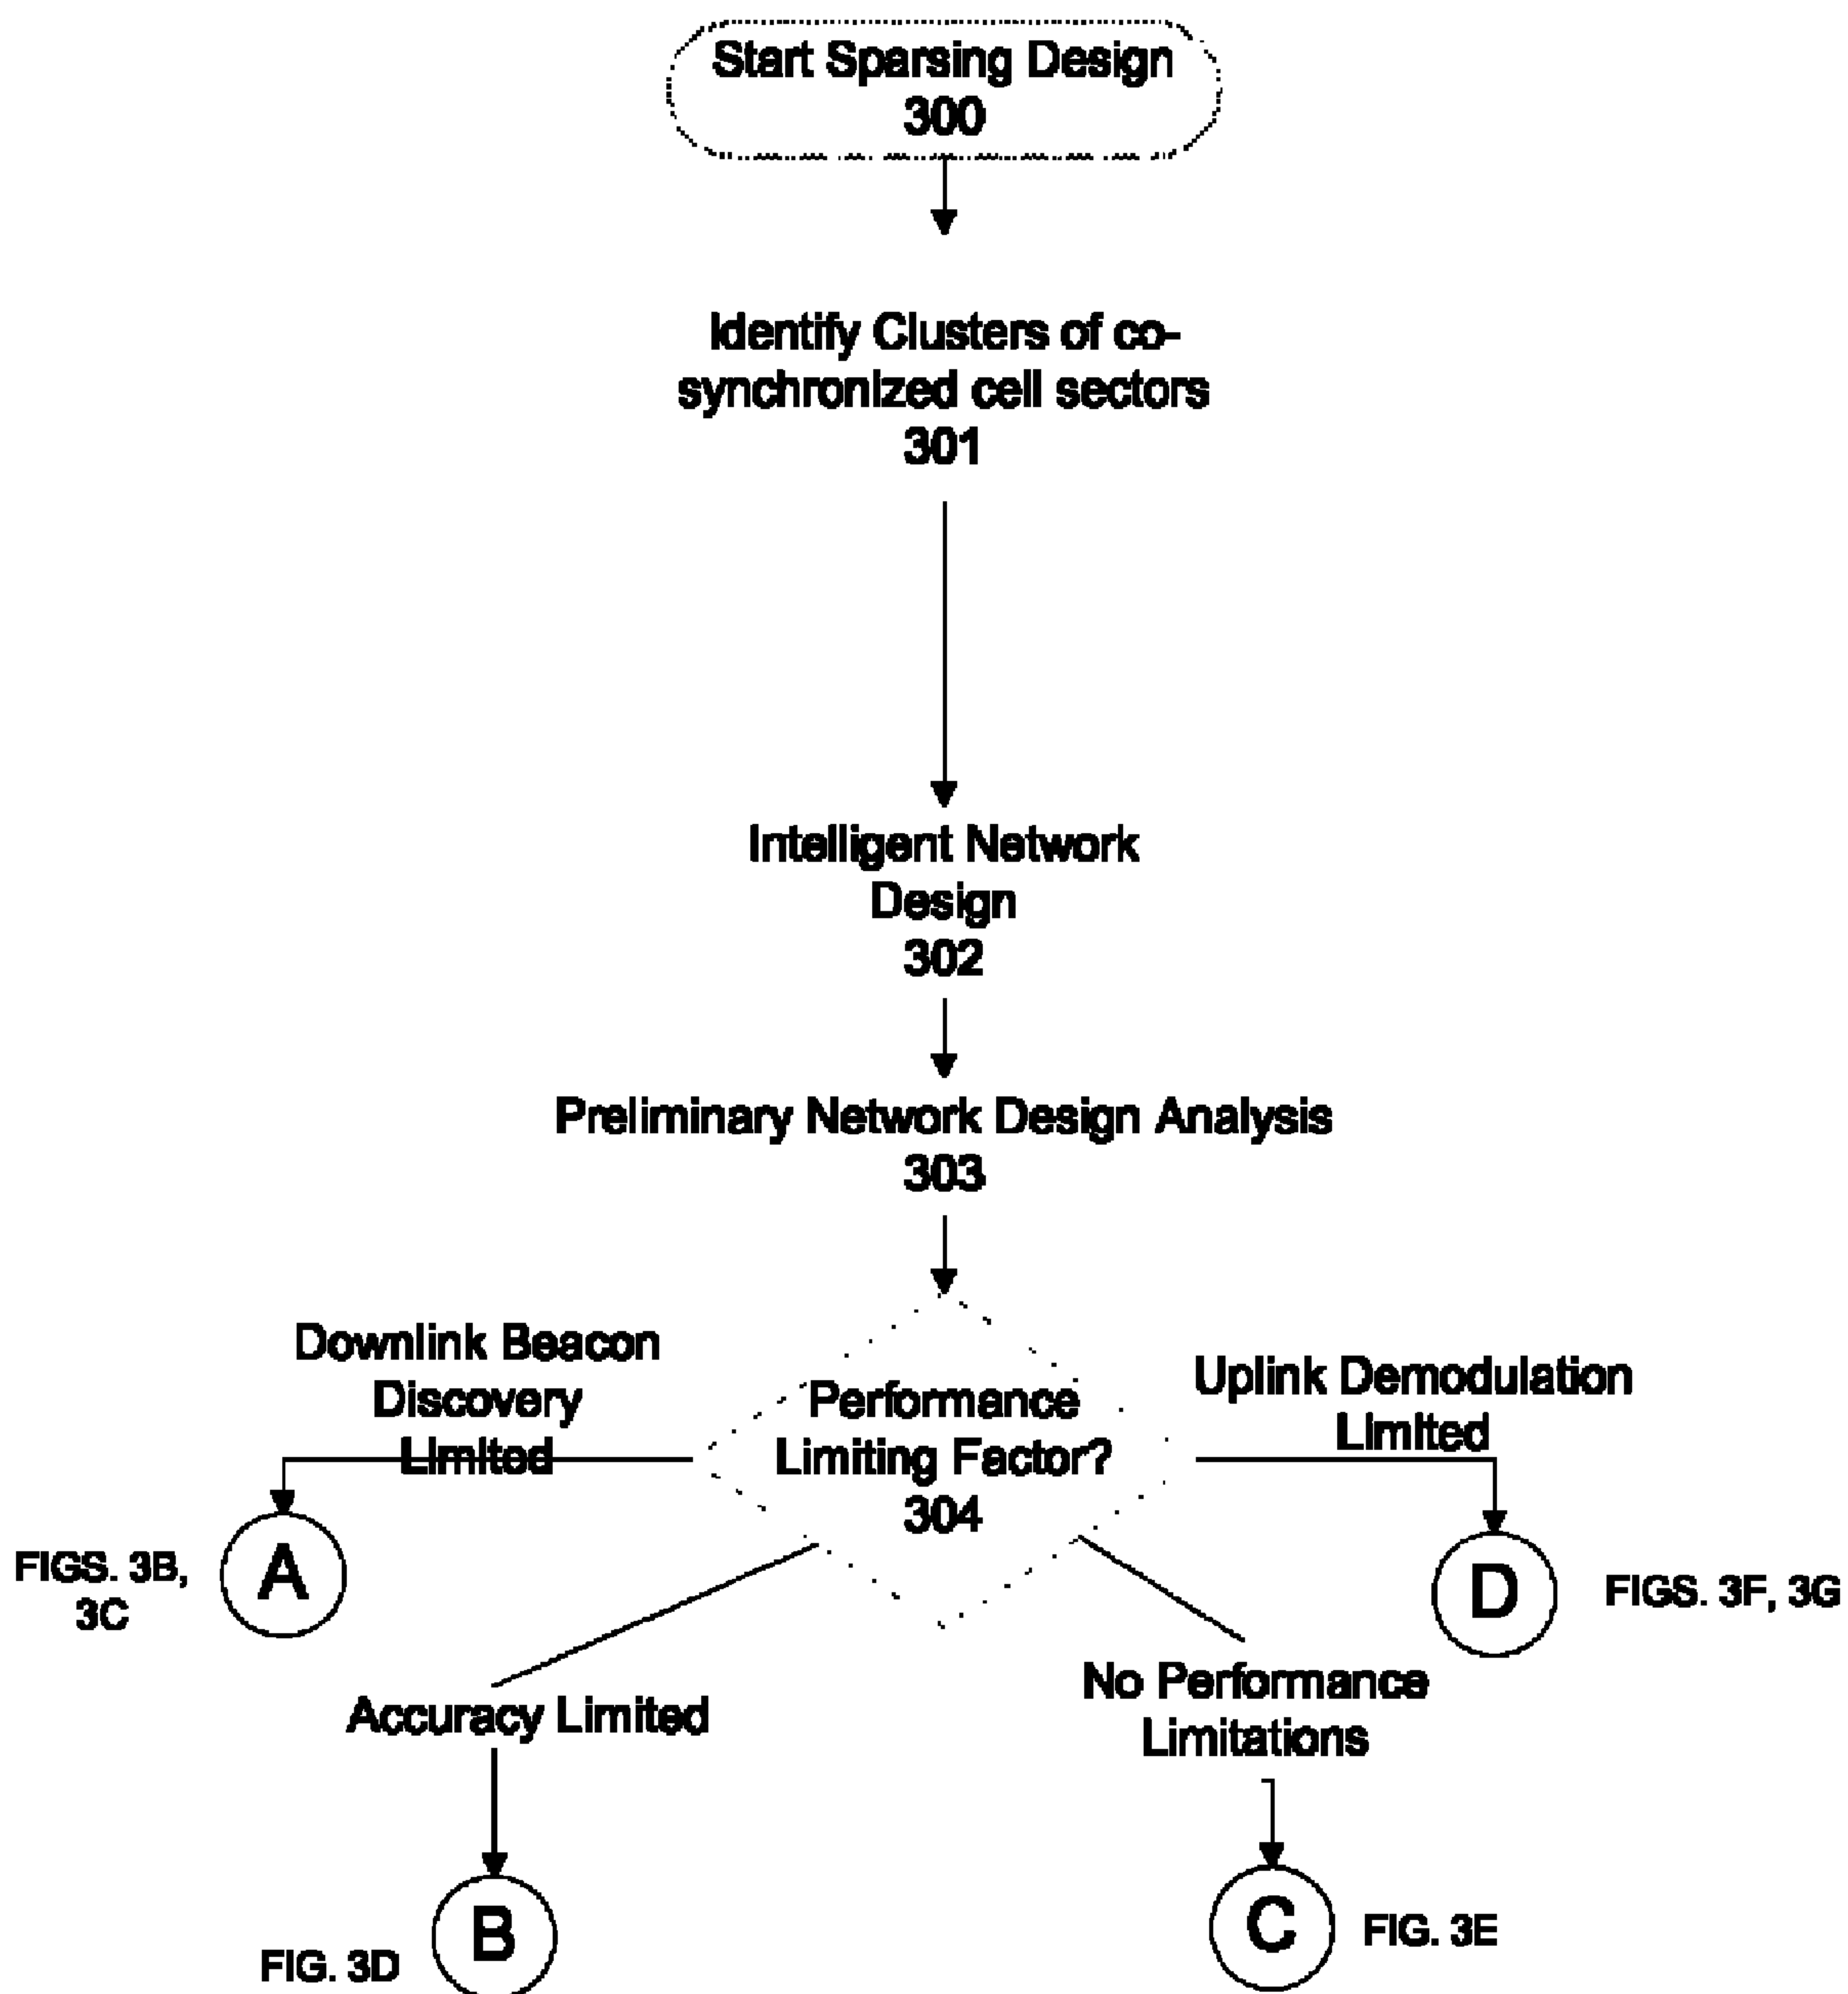 Start Sparsing Design
300
Identify Clusters of co-
synchronized cell sectors
301
Intelligent Network
Design
302
Preliminary Network Design Analysis
303
Downlink Beacon
Discovery
Limited
Performance
Limiting Factor?
304
Uplink Demodulation
Limited
FIGS. 3B,
3C
A
D
FIGS. 3F, 3G
Accuracy Limited
No Performance
Limitations
B
FIG. 3D
C
FIG. 3E